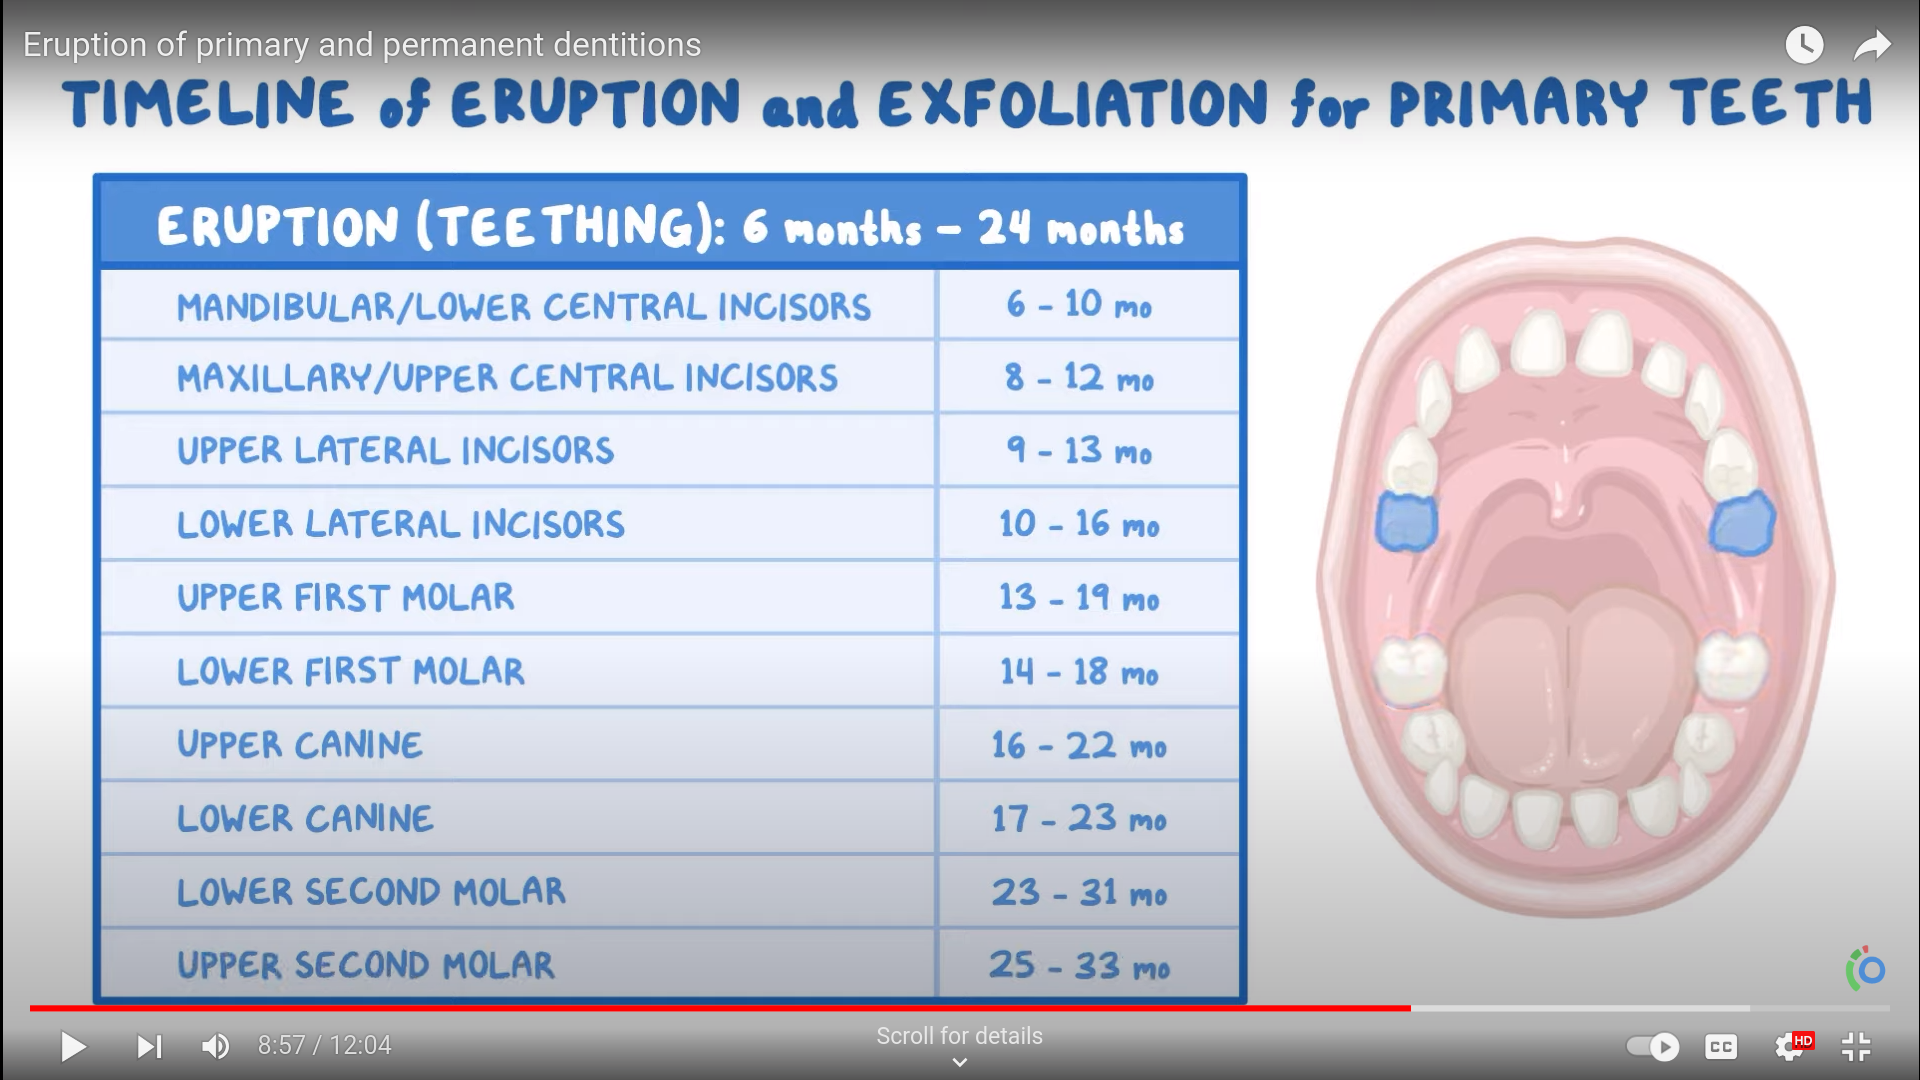 Eruption of primary and permanent dentitions
TIMELINE of ERUPTION and EXFOLIATION for PRIMARY TEETH
ERUPTION (TEETHING): 6 months – 24 months
MANDIBULAR/LOWER CENTRAL INCISORS 6 - 10 mo
MAXILLARY/UPPER CENTRAL INCISORS 8 - 12 mo
UPPER LATERAL INCISORS 9 - 13 mo
LOWER LATERAL INCISORS 10 - 16 mo
UPPER FIRST MOLAR 13 - 19 mo
LOWER FIRST MOLAR 14 - 18 mo
UPPER CANINE 16 - 22 mo
LOWER CANINE 17 - 23 mo
LOWER SECOND MOLAR 23 - 31 mo
UPPER SECOND MOLAR 25 - 33 mo
8:57 / 12:04
Scroll for details
CC
HD